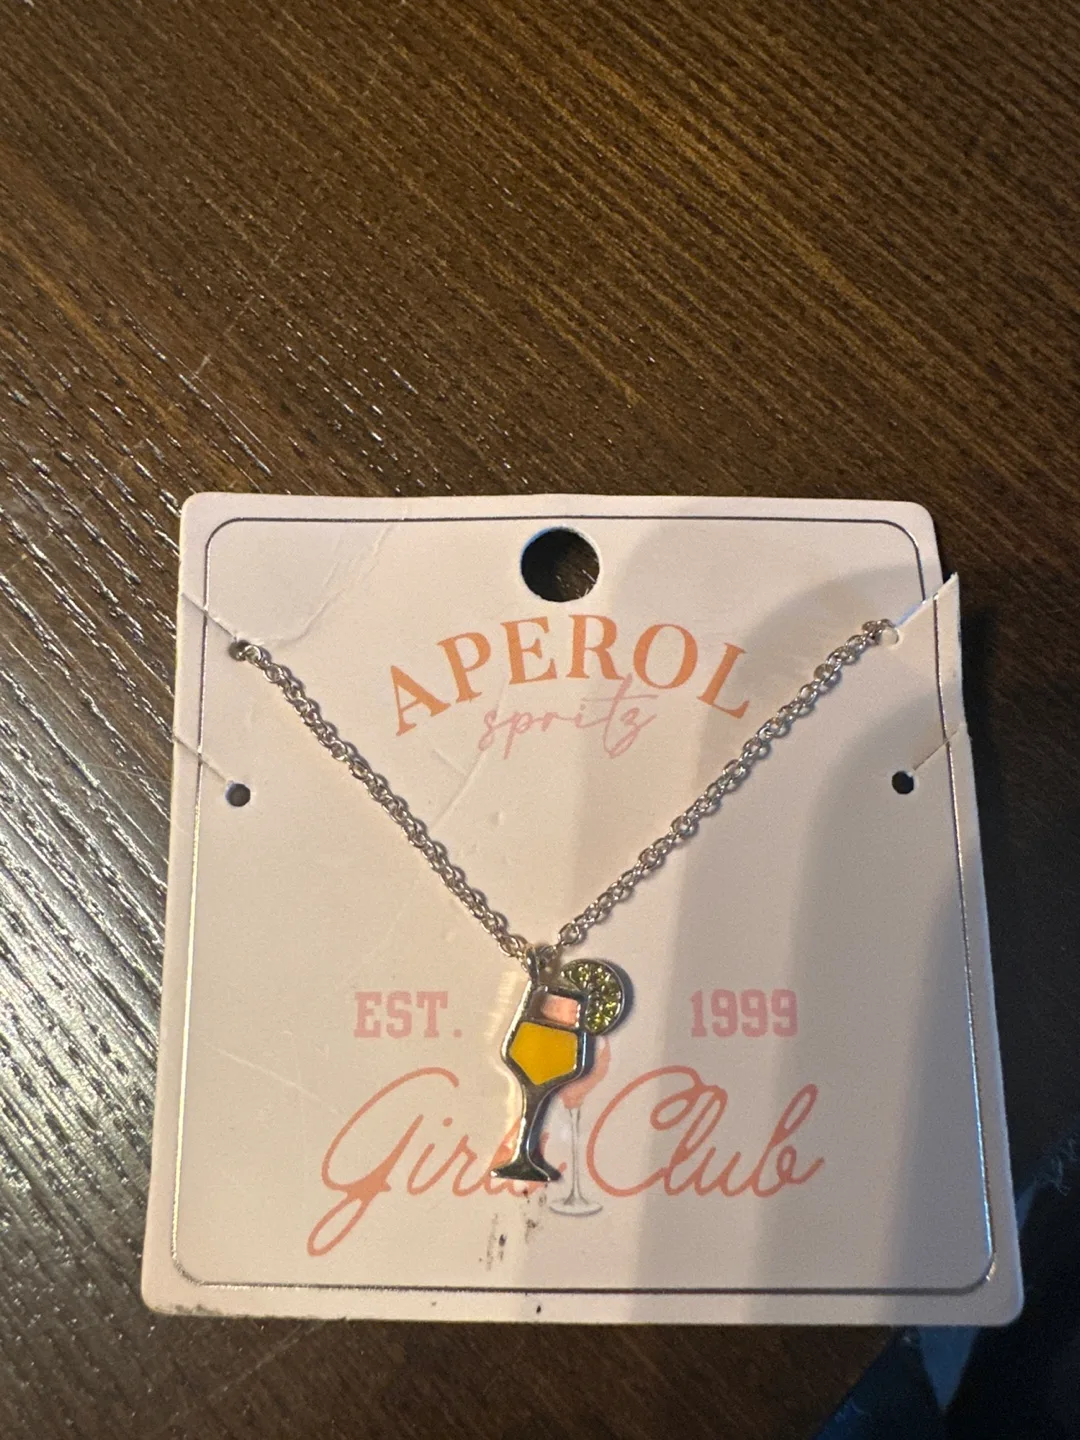 APEROL
spritz
EST. 1999
Girls Club